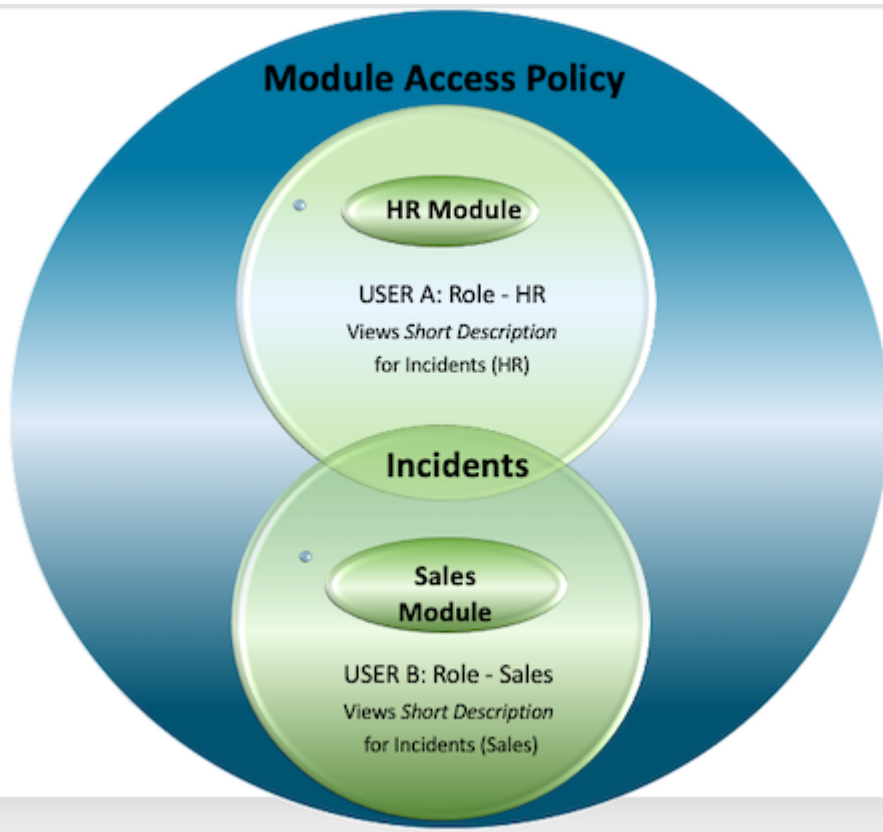 Module Access Policy
HR Module
USER A: Role - HR
Views Short Description
for Incidents (HR)
Incidents
Sales
Module
USER B: Role - Sales
Views Short Description
for Incidents (Sales)